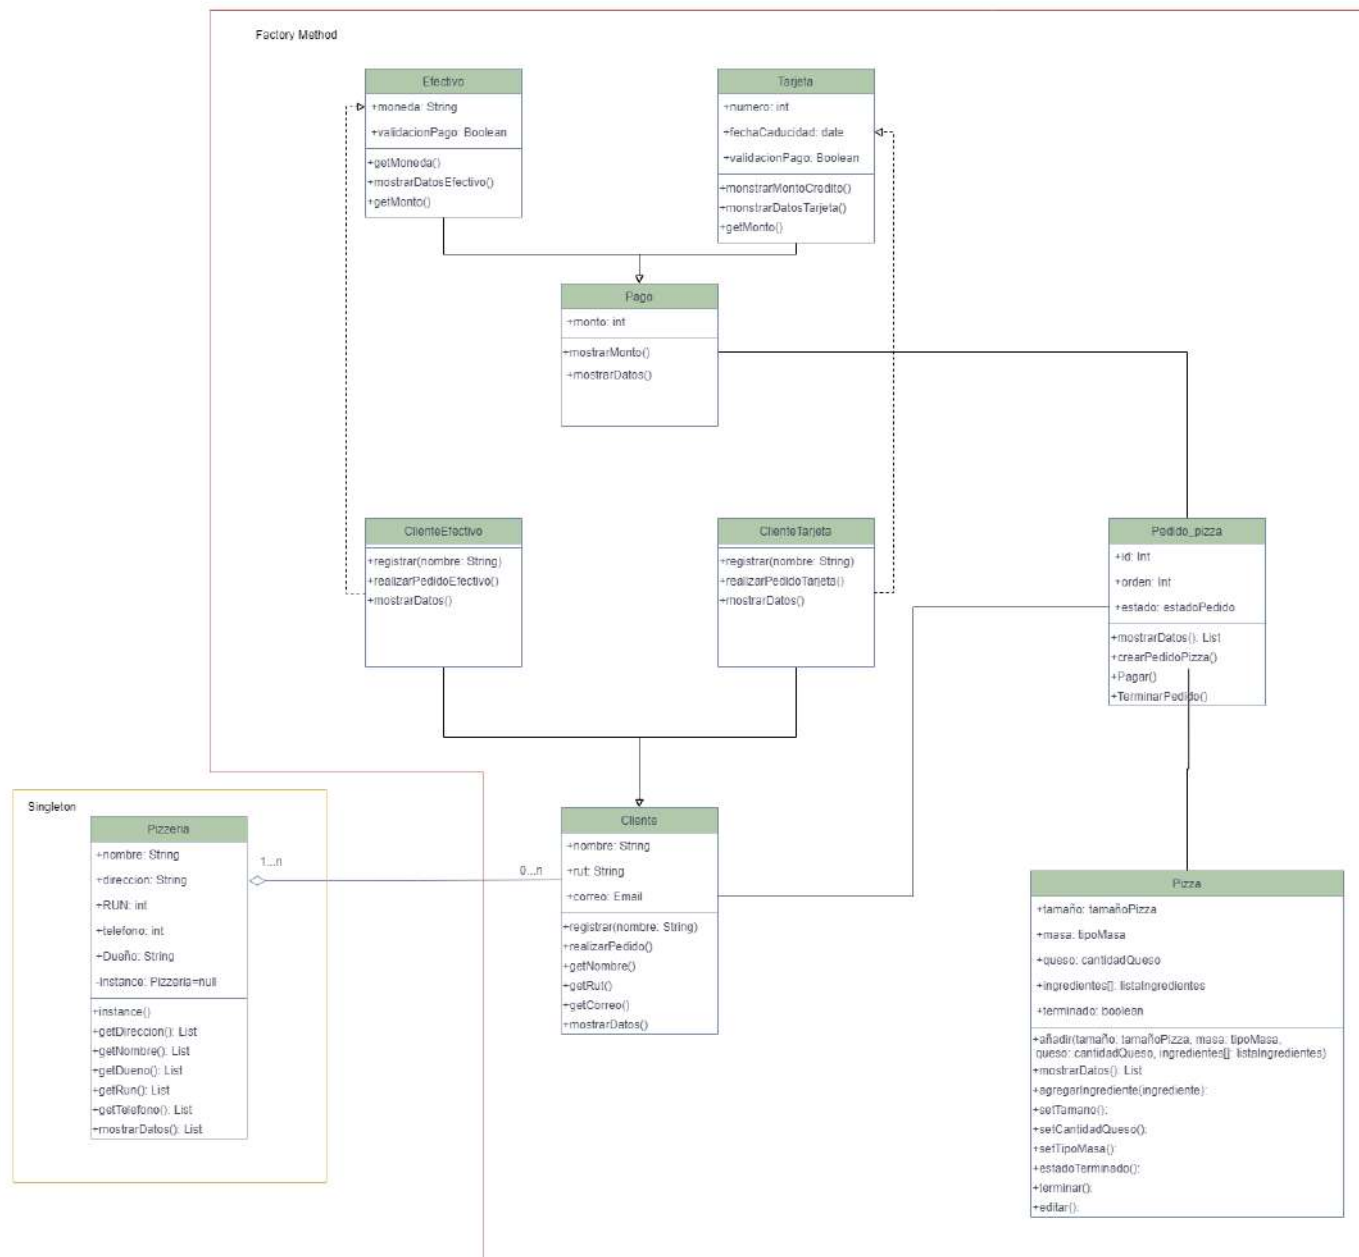 Factory Method
Efectivo
+moneda: String
+validacionPago: Boolean
+getMoneda()
+mostrarDatosEfectivo()
+getMonto()
Tarjeta
+numero: int
+fechaCaducidad: date
+validacionPago: Boolean
+monstrarMontoCredito()
+monstrarDatosTarjeta()
+getMonto()
Pago
+monto: int
+mostrarMonto()
+mostrarDatos()
ClienteEfectivo
+registrar(nombre: String)
+realizarPedidoEfectivo()
+mostrarDatos()
ClienteTarjeta
+registrar(nombre: String)
+realizarPedidoTarjeta()
+mostrarDatos()
Pedido_pizza
+id: Int
+orden: Int
+estado: estadoPedido
+mostrarDatos(): List
+crearPedidoPizza()
+Pagar()
+TerminarPedido()
Singleton
Pizzeria
+nombre: String
+direccion: String
+RUN: int
+telefono: int
+Dueño: String
-instance: Pizzeria=null
+instance()
+getDireccion(): List
+getNombre(): List
+getDueno(): List
+getRun(): List
+getTelefono(): List
+mostrarDatos(): List
1...n
0...n
Cliente
+nombre: String
+rut: String
+correo: Email
+registrar(nombre: String)
+realizarPedido()
+getNombre()
+getRut()
+getCorreo()
+mostrarDatos()
Pizza
+tamaño: tamañoPizza
+masa: tipoMasa
+queso: cantidadQueso
+ingredientes[]: listaIngredientes
+terminado: boolean
+añadir(tamaño: tamañoPizza, masa: tipoMasa,
queso: cantidadQueso, ingredientes[]: listaIngredientes)
+mostrarDatos(): List
+agregarIngrediente(ingrediente):
+setTamano():
+setCantidadQueso():
+setTipoMasa():
+estadoTerminado():
+terminar():
+editar():